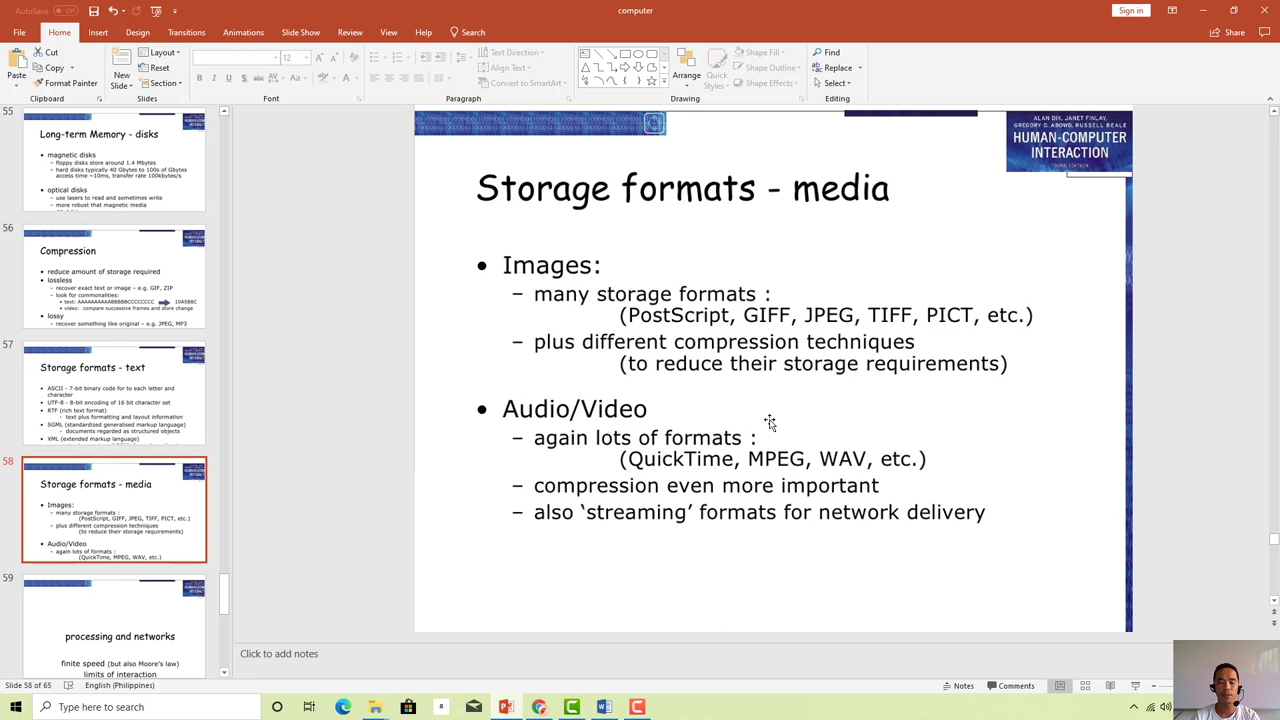 AutoSave
Off
computer
Sign in
File
Home
Insert
Design
Transitions
Animations
Slide Show
Review
View
Help
Search
Share
Paste
Cut
Copy
Format Painter
Clipboard
New
Slide
Layout
Reset
Section
Slides
12
Font
Text Direction
Align Text
Convert to SmartArt
Paragraph
Arrange
Quick
Styles
Shape Fill
Shape Outline
Shape Effects
Drawing
Find
Replace
Select
Editing
55
Long-term Memory - disks
• magnetic disks
– floppy disks store around 1.4 Mbytes
– hard disks typically 40 Gbytes to 100s of Gbytes
access time ~10ms, transfer rate 100kbytes/s
• optical disks
– use lasers to read and sometimes write
– more robust that magnetic media
56
Compression
• reduce amount of storage required
• lossless
– recover exact text or image – e.g. GIF, ZIP
– look for commonalities:
• text: AAAAAAAAAABBBBBCCCCCCCC 10A5B8C
• video: compare successive frames and store change
• lossy
– recover something like original – e.g. JPEG, MP3
57
Storage formats - text
• ASCII - 7-bit binary code for to each letter and
character
• UTF-8 - 8-bit encoding of 16 bit character set
• RTF (rich text format)
- text plus formatting and layout information
• SGML (standardized generalised markup language)
- documents regarded as structured objects
• XML (extended markup language)
58
Storage formats - media
• Images:
– many storage formats :
(PostScript, GIFF, JPEG, TIFF, PICT, etc.)
– plus different compression techniques
(to reduce their storage requirements)
• Audio/Video
– again lots of formats :
(QuickTime, MPEG, WAV, etc.)
59
processing and networks
finite speed (but also Moore's law)
limits of interaction
ALAN DIX, JANET FINLAY,
GREGORY D. ABOWD, RUSSELL BEALE
HUMAN-COMPUTER
INTERACTION
THIRD EDITION
Storage formats - media
• Images:
– many storage formats :
(PostScript, GIFF, JPEG, TIFF, PICT, etc.)
– plus different compression techniques
(to reduce their storage requirements)
• Audio/Video
– again lots of formats :
(QuickTime, MPEG, WAV, etc.)
– compression even more important
– also ‘streaming’ formats for network delivery
Click to add notes
Slide 58 of 65
English (Philippines)
Notes
Comments
Type here to search